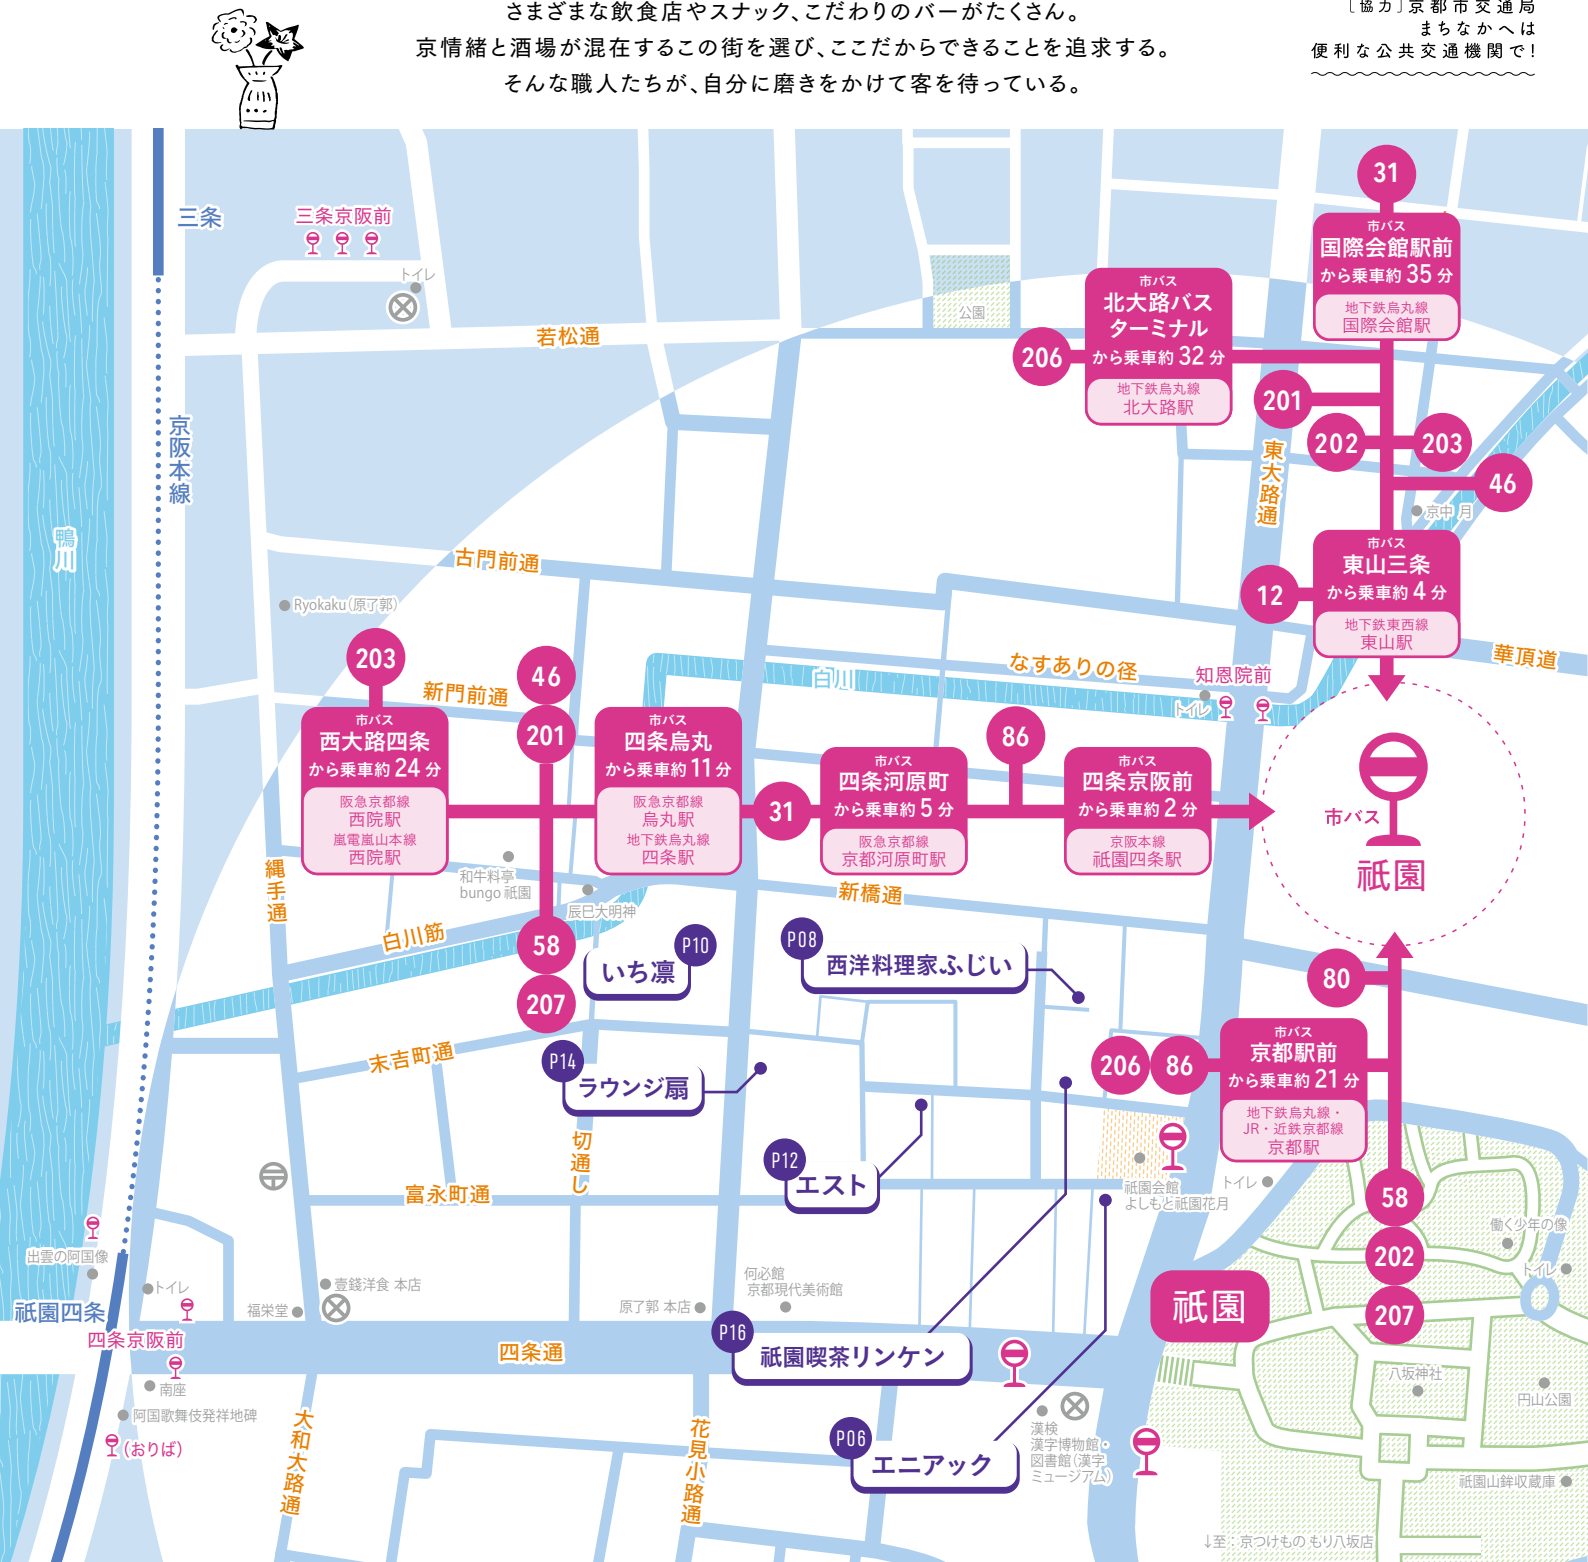 さまざまな飲食店やスナック、こだわりのバーがたくさん。
京情緒と酒場が混在するこの街を選び、ここだからできることを追求する。
そんな職人たちが、自分に磨きをかけて客を待っている。
［協力］京都市交通局
まちなかへは
便利な公共交通機関で！
三条
三条京阪前
トイレ
若松通
公園
京阪本線
鴨川
古門前通
Ryokaku（原了郭）
新門前通
31
市バス
国際会館駅前
から乗車約 35 分
地下鉄烏丸線
国際会館駅
206
市バス
北大路バス
ターミナル
から乗車約 32 分
地下鉄烏丸線
北大路駅
201
202
203
46
東大路通
京中 月
12
市バス
東山三条
から乗車約 4 分
地下鉄東西線
東山駅
華頂道
なすありの径
白川
知恩院前
トイレ
203
市バス
西大路四条
から乗車約 24 分
阪急京都線
西院駅
嵐電嵐山本線
西院駅
46
201
58
207
市バス
四条烏丸
から乗車約 11 分
阪急京都線
烏丸駅
地下鉄烏丸線
四条駅
31
市バス
四条河原町
から乗車約 5 分
阪急京都線
京都河原町駅
86
市バス
四条京阪前
から乗車約 2 分
京阪本線
祇園四条駅
市バス
祇園
縄手通
和牛料亭
bungo 祇園
辰巳大明神
白川筋
新橋通
P10
いち凛
P08
西洋料理家ふじい
80
206
86
市バス
京都駅前
から乗車約 21 分
地下鉄烏丸線・
JR・近鉄京都線
京都駅
58
202
207
末吉町通
P14
ラウンジ扇
切通し
P12
エスト
富永町通
祇園会館
よしもと祇園花月
トイレ
働く少年の像
トイレ
出雲の阿国像
トイレ
祇園四条
四条京阪前
福栄堂
壹錢洋食 本店
原了郭 本店
何必館
京都現代美術館
祇園
P16
祇園喫茶リンケン
四条通
南座
阿国歌舞伎発祥地碑
（おりば）
大和大路通
花見小路通
P06
エニアック
漢検
漢字博物館・
図書館（漢字
ミュージアム）
八坂神社
円山公園
祇園山鉾収蔵庫
↓至：京つけもの もり八坂店